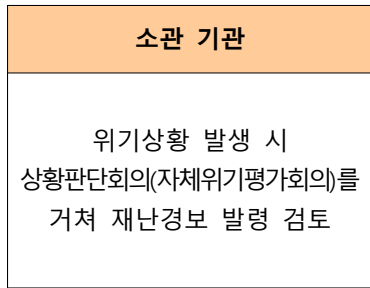 소관 기관
위기상황 발생 시
상황판단회의(자체위기평가회의)를
거쳐 재난경보 발령 검토